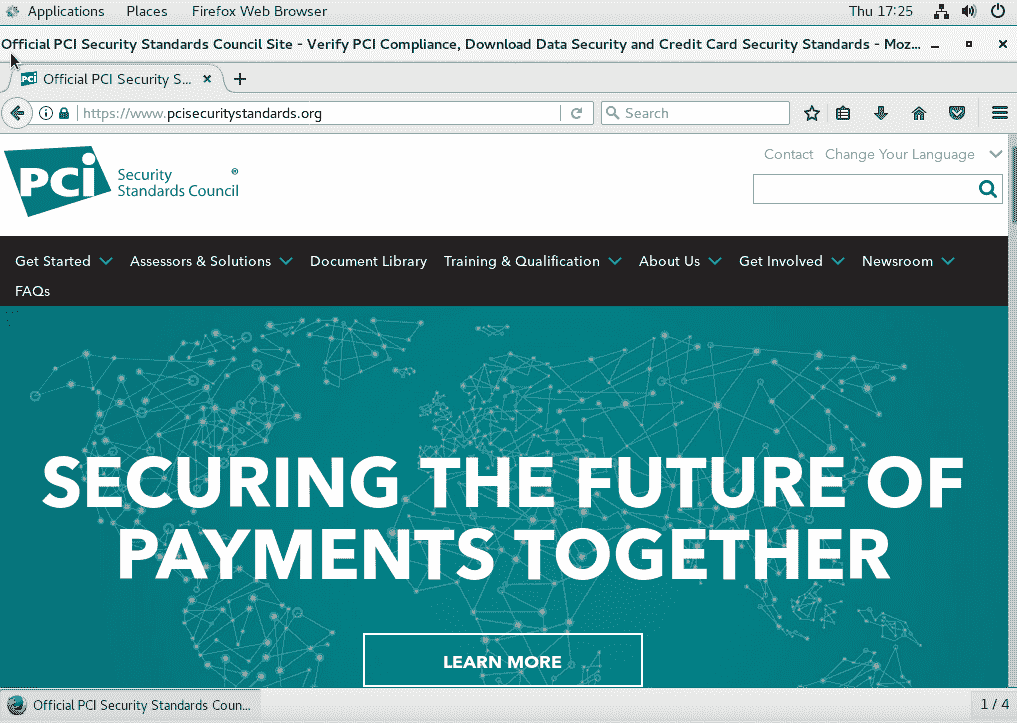 Applications Places Firefox Web Browser Thu 17:25
Official PCI Security Standards Council Site - Verify PCI Compliance, Download Data Security and Credit Card Security Standards - Moz...
PCI Official PCI Security S...
https://www.pcisecuritystandards.org Search
Contact Change Your Language
PCI Security
Standards Council ®
Get Started Assessors & Solutions Document Library Training & Qualification About Us Get Involved Newsroom
FAQs
SECURING THE FUTURE OF
PAYMENTS TOGETHER
LEARN MORE
Official PCI Security Standards Coun... 1 / 4